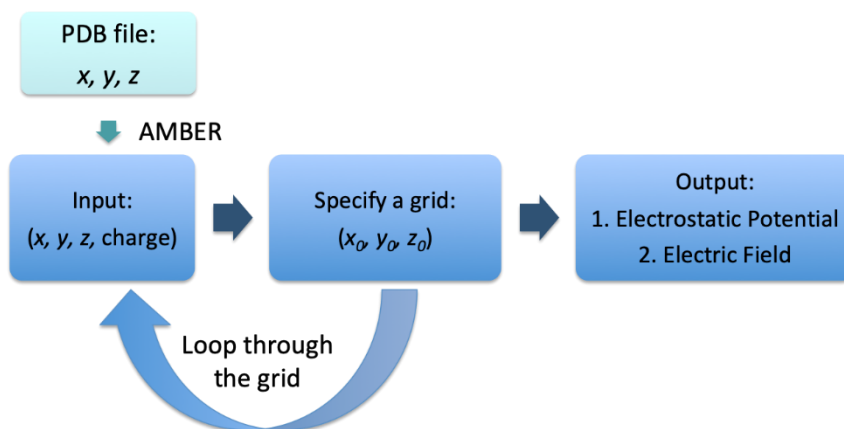 PDB file:
x, y, z
AMBER
Input:
(x, y, z, charge)
Specify a grid:
(x₀, y₀, z₀)
Output:
1. Electrostatic Potential
2. Electric Field
Loop through
the grid